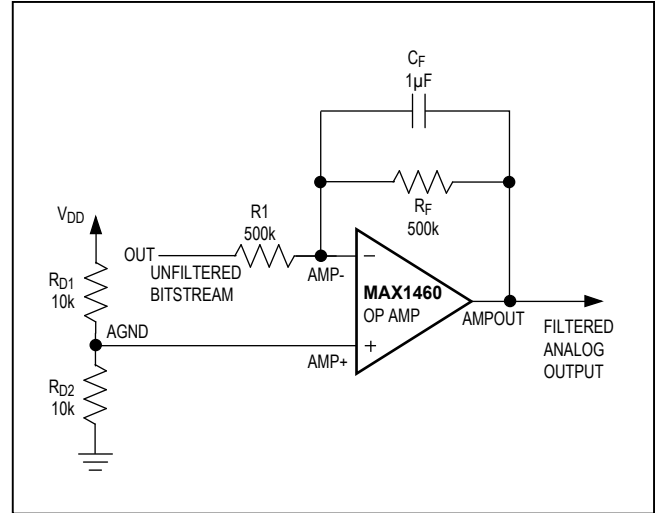 CF
1µF
RF
500k
R1
500k
VDD
OUT
UNFILTERED
BITSTREAM
AMP-
−
MAX1460
OP AMP
AMPOUT
FILTERED
ANALOG
OUTPUT
RD1
10k
AGND
AMP+
+
RD2
10k